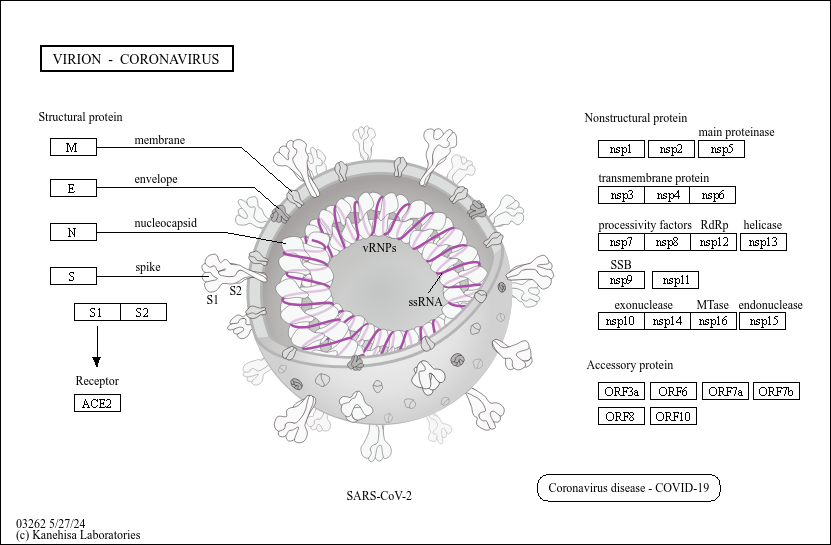 VIRION - CORONAVIRUS
Structural protein
M membrane
E envelope
N nucleocapsid
S spike
S1 S2
S1 S2
Receptor
ACE2
vRNPs
ssRNA
SARS-CoV-2
Nonstructural protein
main proteinase
nsp1 nsp2 nsp5
transmembrane protein
nsp3 nsp4 nsp6
processivity factors RdRp helicase
nsp7 nsp8 nsp12 nsp13
SSB
nsp9 nsp11
exonuclease MTase endonuclease
nsp10 nsp14 nsp16 nsp15
Accessory protein
ORF3a ORF6 ORF7a ORF7b
ORF8 ORF10
Coronavirus disease - COVID-19
03262 5/27/24
(c) Kanehisa Laboratories